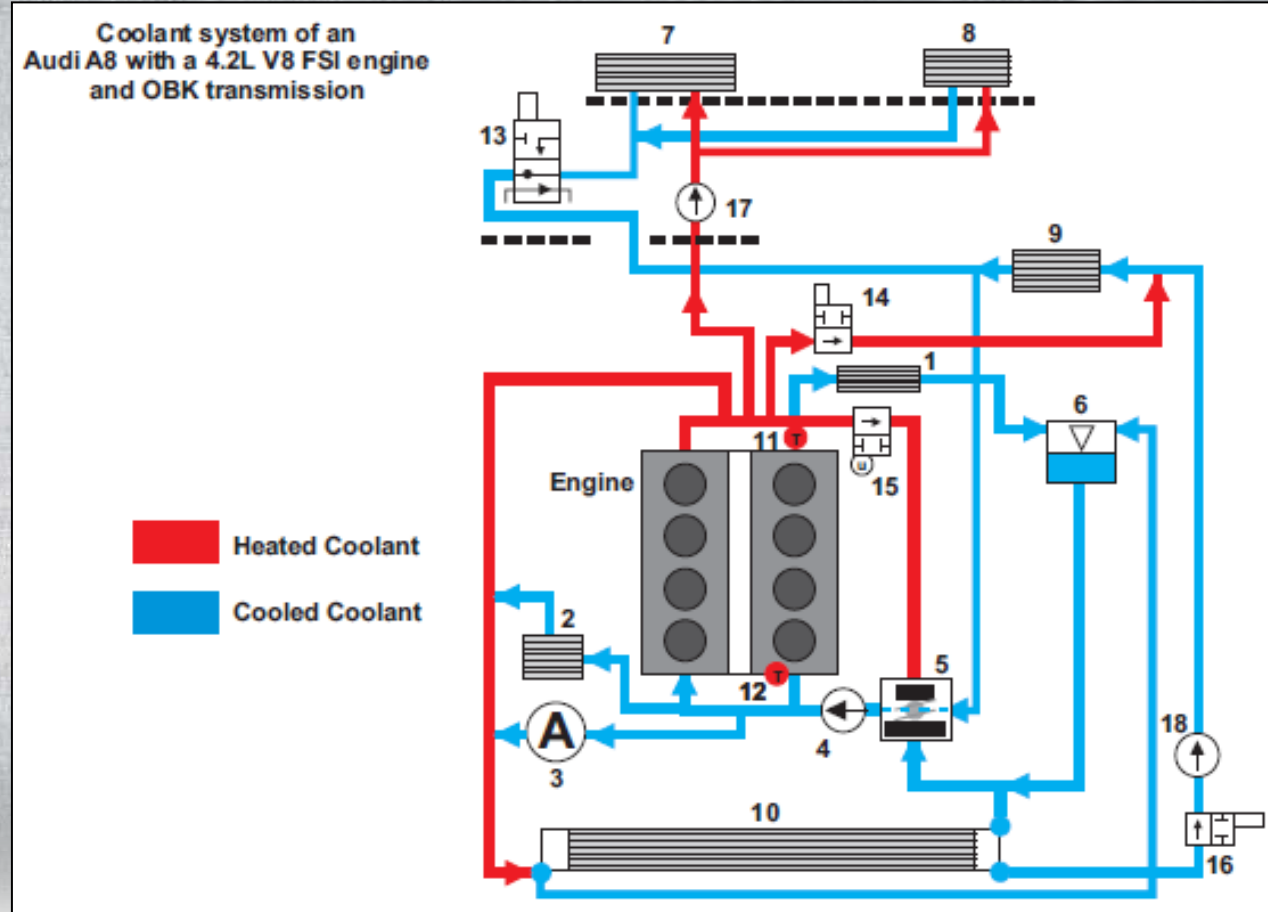 Coolant system of an
Audi A8 with a 4.2L V8 FSI engine
and OBK transmission
7
8
13
17
9
14
1
6
11
T
Engine
u
15
Heated Coolant
Cooled Coolant
2
5
12
T
4
18
A
3
10
16